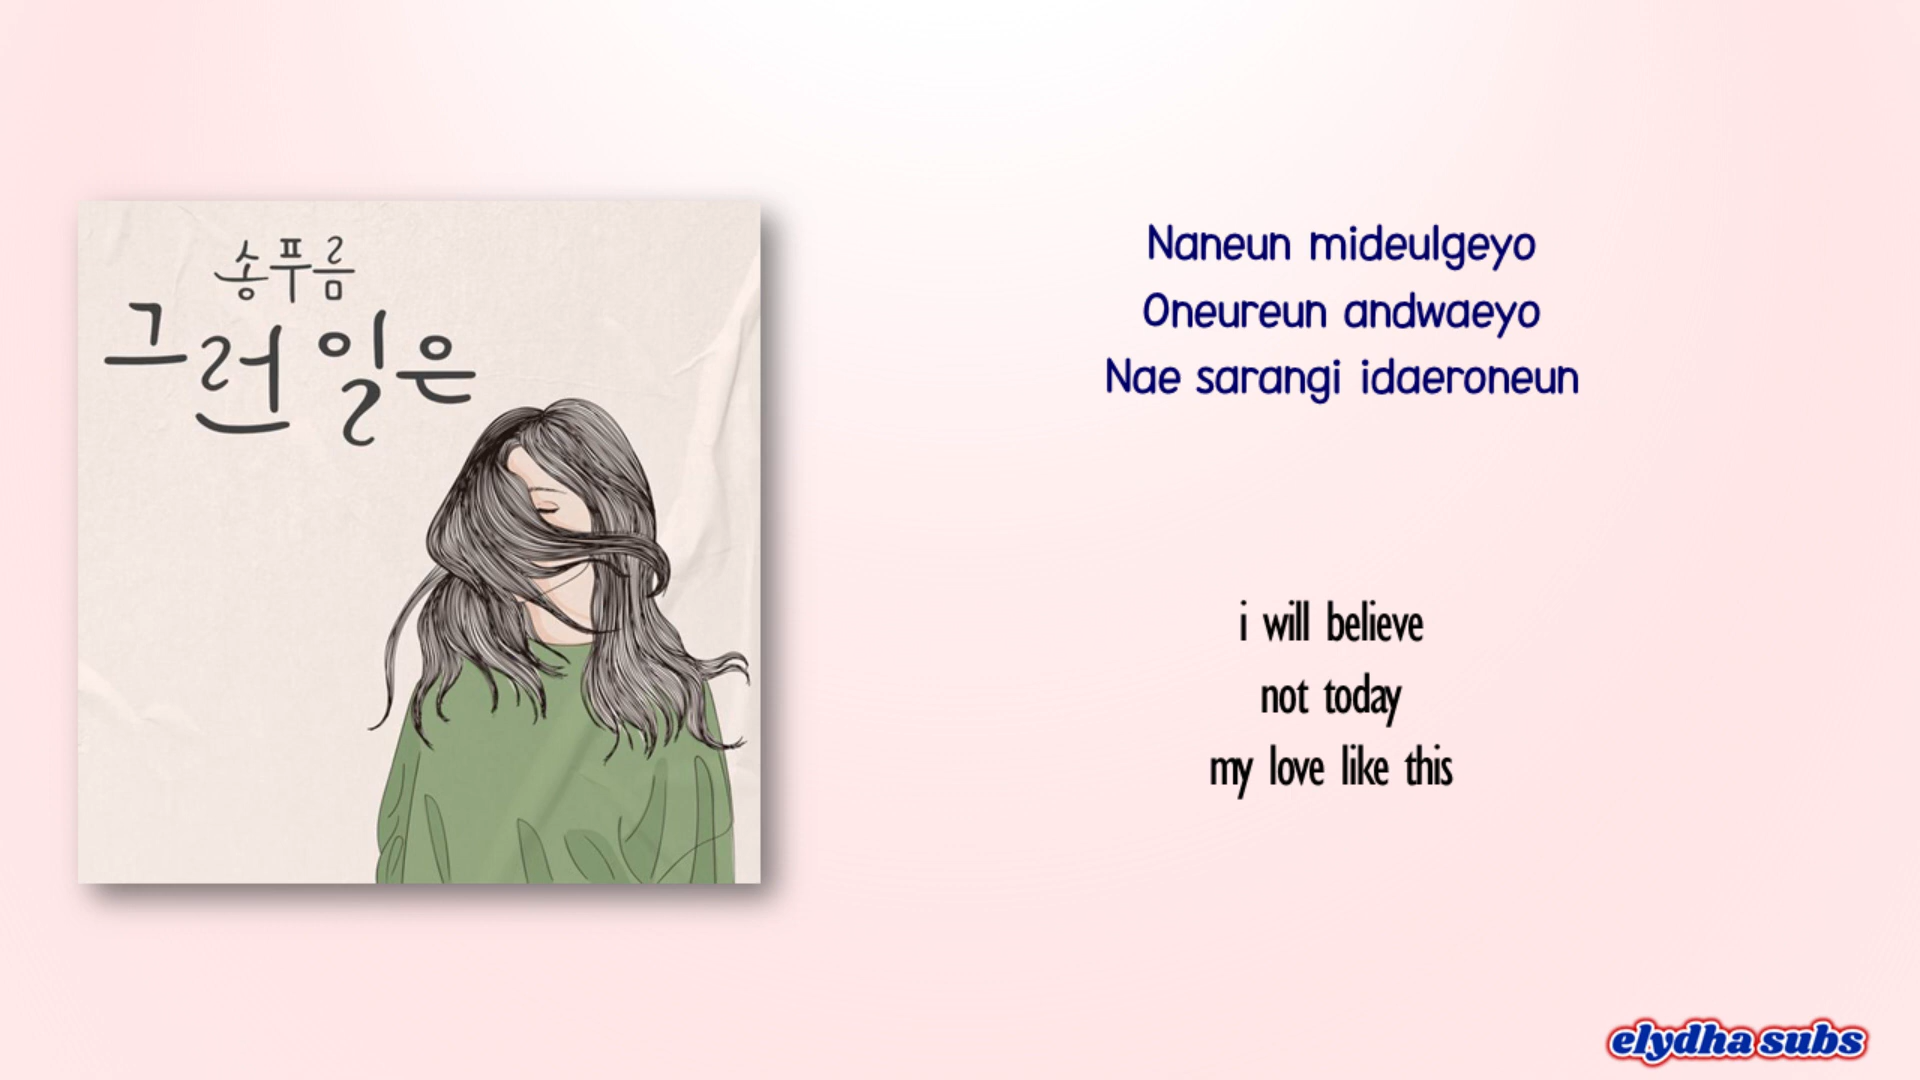 송푸름
그런 일은
Naneun mideulgeyo
Oneureun andwaeyo
Nae sarangi idaeroneun
i will believe
not today
my love like this
elydha subs